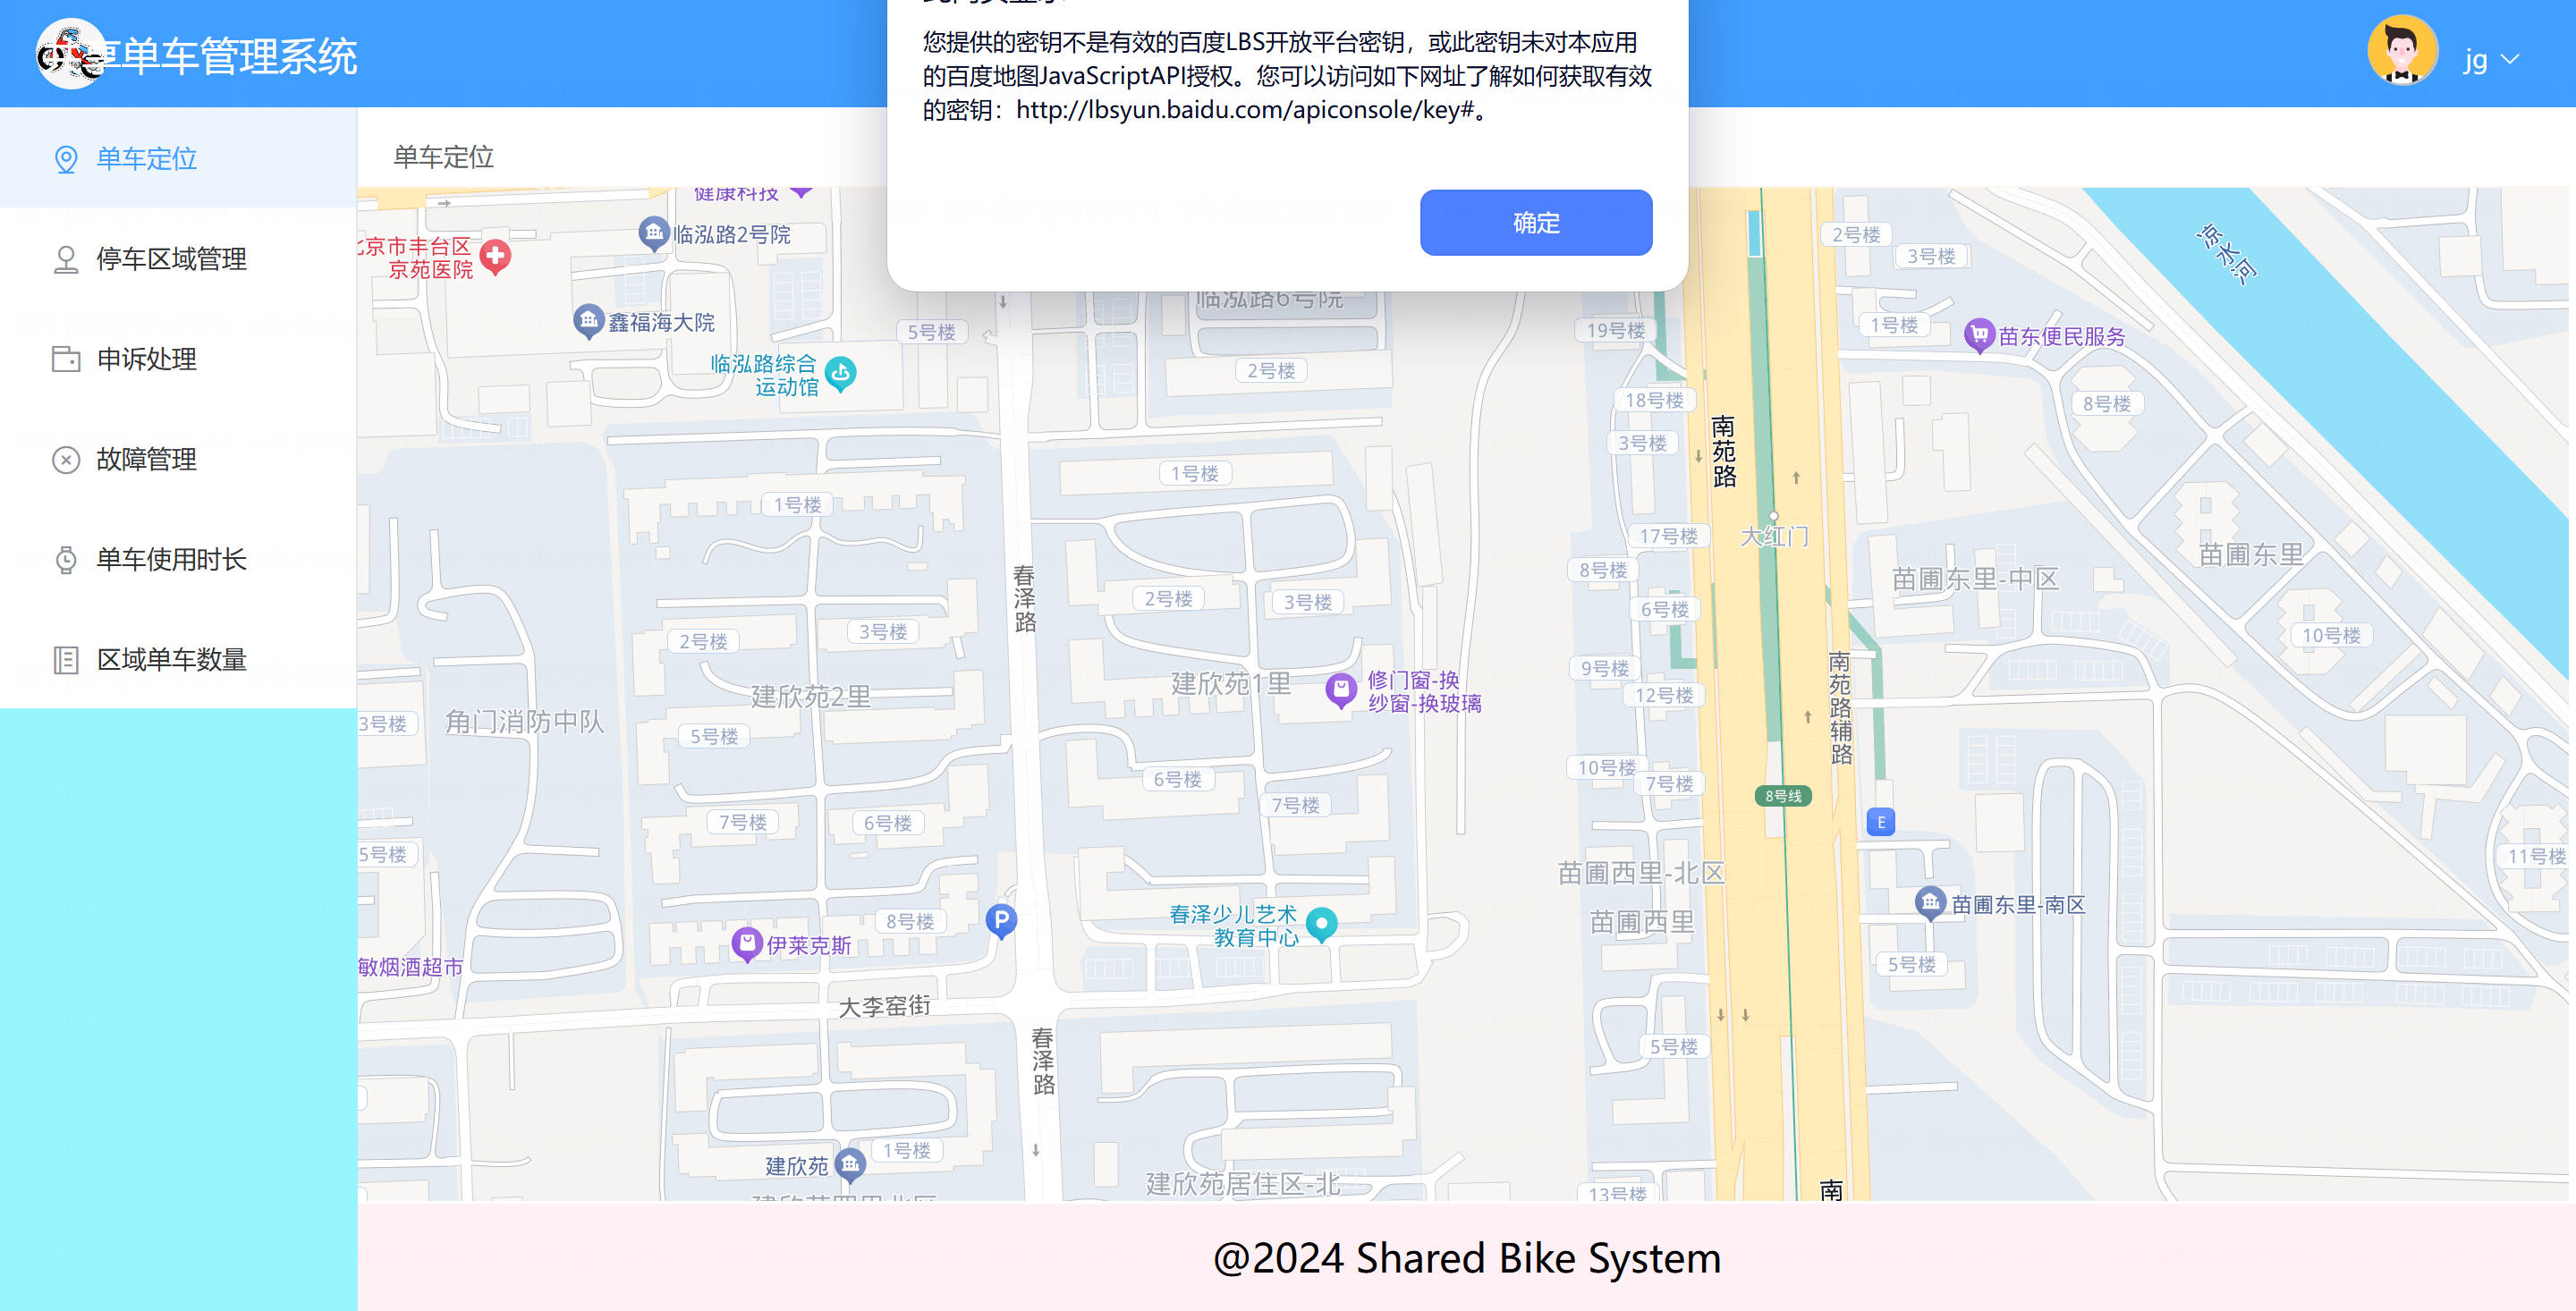 享单车管理系统
您提供的密钥不是有效的百度LBS开放平台密钥，或此密钥未对本应用
的百度地图JavaScriptAPI授权。您可以访问如下网址了解如何获取有效
的密钥：http://lbsyun.baidu.com/apiconsole/key#。
确定
jg
单车定位
停车区域管理
申诉处理
故障管理
单车使用时长
区域单车数量
单车定位
健康科技
临泓路2号院
北京市丰台区
京苑医院
鑫福海大院
临泓路综合
运动馆
5号楼
临泓路6号院
2号楼
19号楼
18号楼
3号楼
17号楼
8号楼
6号楼
9号楼
12号楼
10号楼
7号楼
2号楼
3号楼
1号楼
苗东便民服务
8号楼
凉水河
南苑路
大红门
苗圃东里-中区
苗圃东里
10号楼
南苑路辅路
8号线
E
11号楼
苗圃东里-南区
5号楼
苗圃西里-北区
苗圃西里
5号楼
13号楼
南
1号楼
1号楼
春泽路
2号楼
3号楼
2号楼
3号楼
建欣苑2里
建欣苑1里
修门窗-换
纱窗-换玻璃
角门消防中队
3号楼
5号楼
6号楼
7号楼
7号楼
6号楼
5号楼
8号楼
P
春泽少儿艺术
教育中心
伊莱克斯
敏烟酒超市
大李窑街
春泽路
建欣苑
1号楼
建欣苑四里北区
建欣苑居住区-北
@2024 Shared Bike System